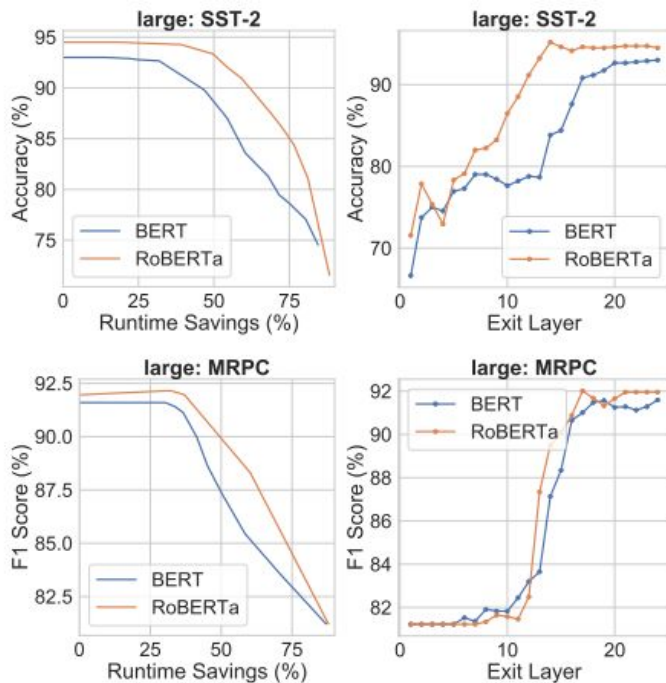 large: SST-2
95
90
85
80
75
Accuracy (%)
BERT
RoBERTa
0 25 50 75
Runtime Savings (%)
large: SST-2
90
80
70
Accuracy (%)
BERT
RoBERTa
0 10 20
Exit Layer
large: MRPC
92.5
90.0
87.5
85.0
82.5
F1 Score (%)
BERT
RoBERTa
0 25 50 75
Runtime Savings (%)
large: MRPC
92
90
88
86
84
82
F1 Score (%)
BERT
RoBERTa
0 10 20
Exit Layer